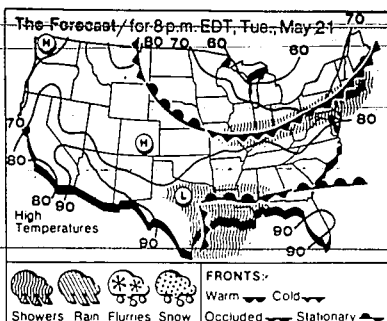 The Forecast/for 8 p.m. EDT, Tue., May 21
70
H
80 70 60
60
70
80
H
80
80
90
L
High
Temperatures
90
90
FRONTS:
Warm Cold
Showers Rain Flurries Snow
Occluded Stationary